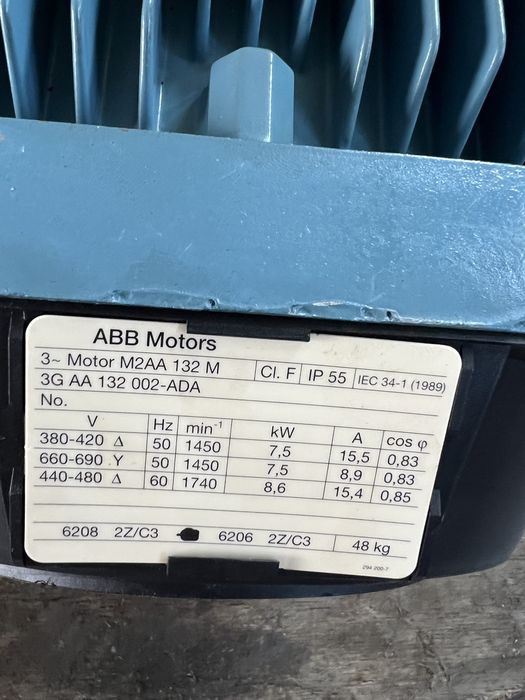 ABB Motors
3~ Motor M2AA 132 M Cl. F IP 55 IEC 34-1 (1989)
3G AA 132 002-ADA
No.
V Hz min⁻¹ kW A cos φ
380-420 Δ 50 1450 7,5 15,5 0,83
660-690 Y 50 1450 7,5 8,9 0,83
440-480 Δ 60 1740 8,6 15,4 0,85
6208 2Z/C3 6206 2Z/C3 48 kg
294 200-7